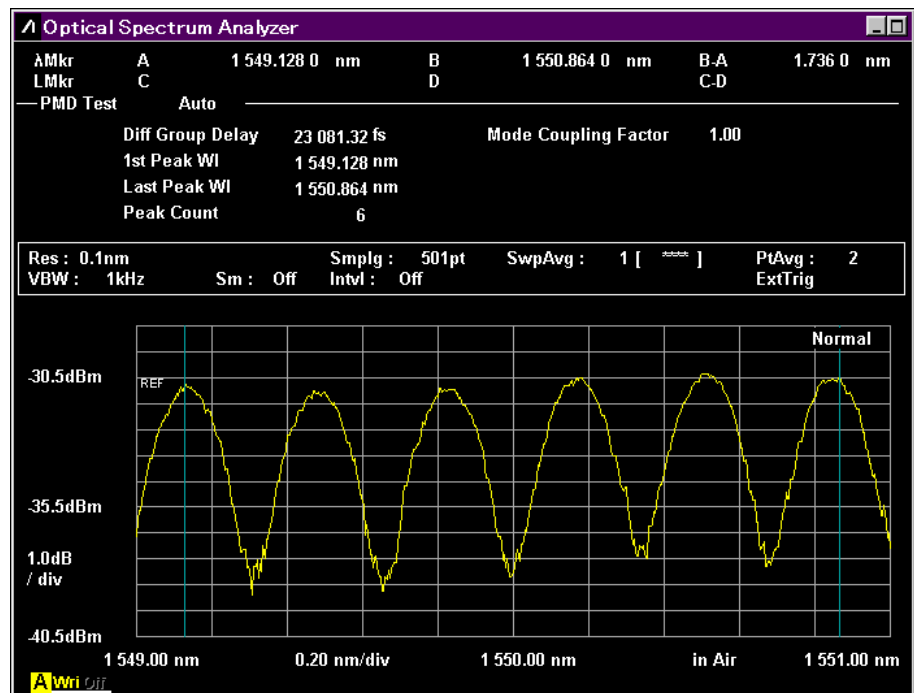 Optical Spectrum Analyzer
λMkr A 1 549.128 0 nm B 1 550.864 0 nm B-A 1.736 0 nm
LMkr C D C-D
PMD Test Auto
Diff Group Delay 23 081.32 fs Mode Coupling Factor 1.00
1st Peak Wl 1 549.128 nm
Last Peak Wl 1 550.864 nm
Peak Count 6
Res : 0.1nm Smplg : 501pt SwpAvg : 1 [ **** ] PtAvg : 2
VBW : 1kHz Sm : Off Intvl : Off ExtTrig
Normal
-30.5dBm REF
-35.5dBm
1.0dB
/ div
-40.5dBm
1 549.00 nm 0.20 nm/div 1 550.00 nm in Air 1 551.00 nm
A Wri Off